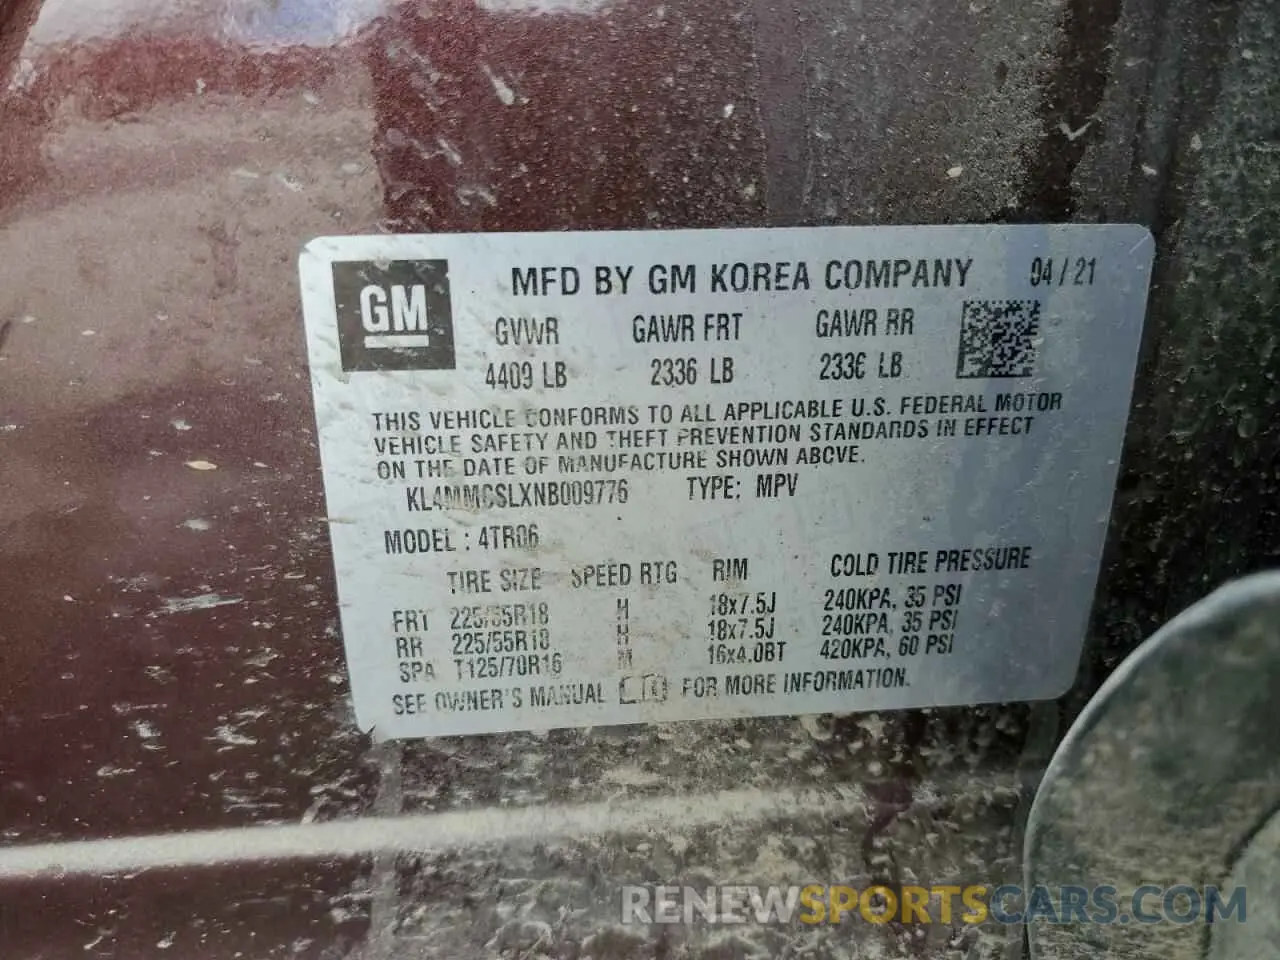 GM
MFD BY GM KOREA COMPANY 04/21
GVWR GAWR FRT GAWR RR
4409 LB 2336 LB 2336 LB
THIS VEHICLE CONFORMS TO ALL APPLICABLE U.S. FEDERAL MOTOR
VEHICLE SAFETY AND THEFT PREVENTION STANDARDS IN EFFECT
ON THE DATE OF MANUFACTURE SHOWN ABOVE.
KL4MMCSLXNB009776 TYPE: MPV
MODEL : 4TR06
TIRE SIZE SPEED RTG RIM COLD TIRE PRESSURE
FRT 225/55R18 H 18x7.5J 240KPA, 35 PSI
RR 225/55R18 H 18x7.5J 240KPA, 35 PSI
SPA T125/70R16 M 16x4.0BT 420KPA, 60 PSI
SEE OWNER'S MANUAL FOR MORE INFORMATION.
RENEWSPORTSCARS.COM